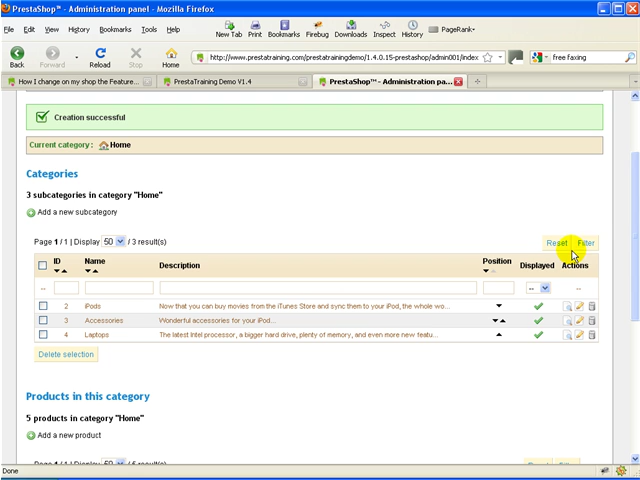 PrestaShop™ - Administration panel - Mozilla Firefox
File Edit View History Bookmarks Tools Help
New Tab Print Bookmarks Firebug Downloads Inspect History PageRank
Back Forward Reload Stop Home
http://www.prestatraining.com/prestatrainingdemo/1.4.0.15-prestashop/admin001/index
free faxing
How I change on my shop the Feature...
PrestaTraining Demo V1.4
PrestaShop™ - Administration pa...
Creation successful
Current category : Home
Categories
3 subcategories in category "Home"
Add a new subcategory
Page 1 / 1 | Display 50 / 3 result(s)
Reset Filter
ID Name Description Position Displayed Actions
-- -- --
2 iPods Now that you can buy movies from the iTunes Store and sync them to your iPod, the whole wo...
3 Accessories Wonderful accessories for your iPod...
4 Laptops The latest Intel processor, a bigger hard drive, plenty of memory, and even more new featu...
Delete selection
Products in this category
5 products in category "Home"
Add a new product
Page 1 / 1 | Display 50 / 5 result(s)
Done